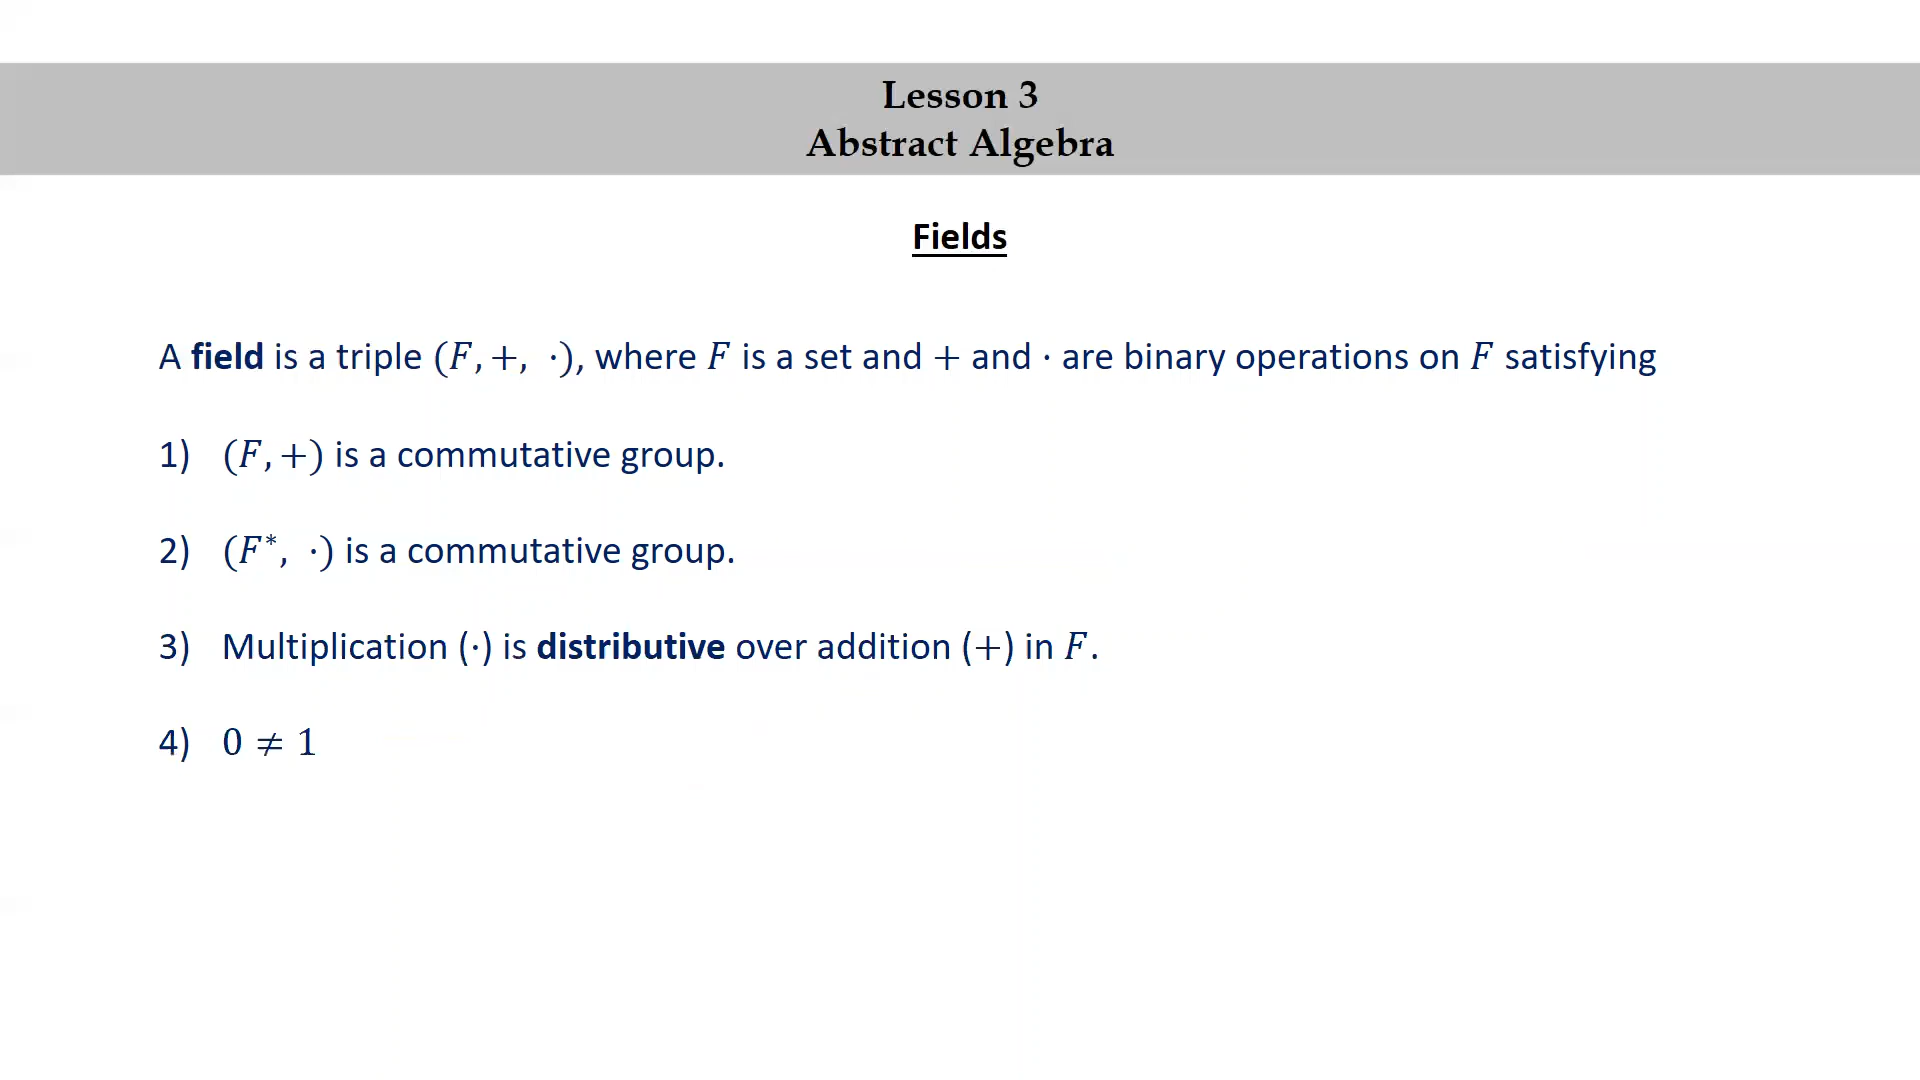 Lesson 3
Abstract Algebra
Fields
A field is a triple (F, +, ·), where F is a set and + and · are binary operations on F satisfying
1) (F, +) is a commutative group.
2) (F*, ·) is a commutative group.
3) Multiplication (·) is distributive over addition (+) in F.
4) 0 ≠ 1